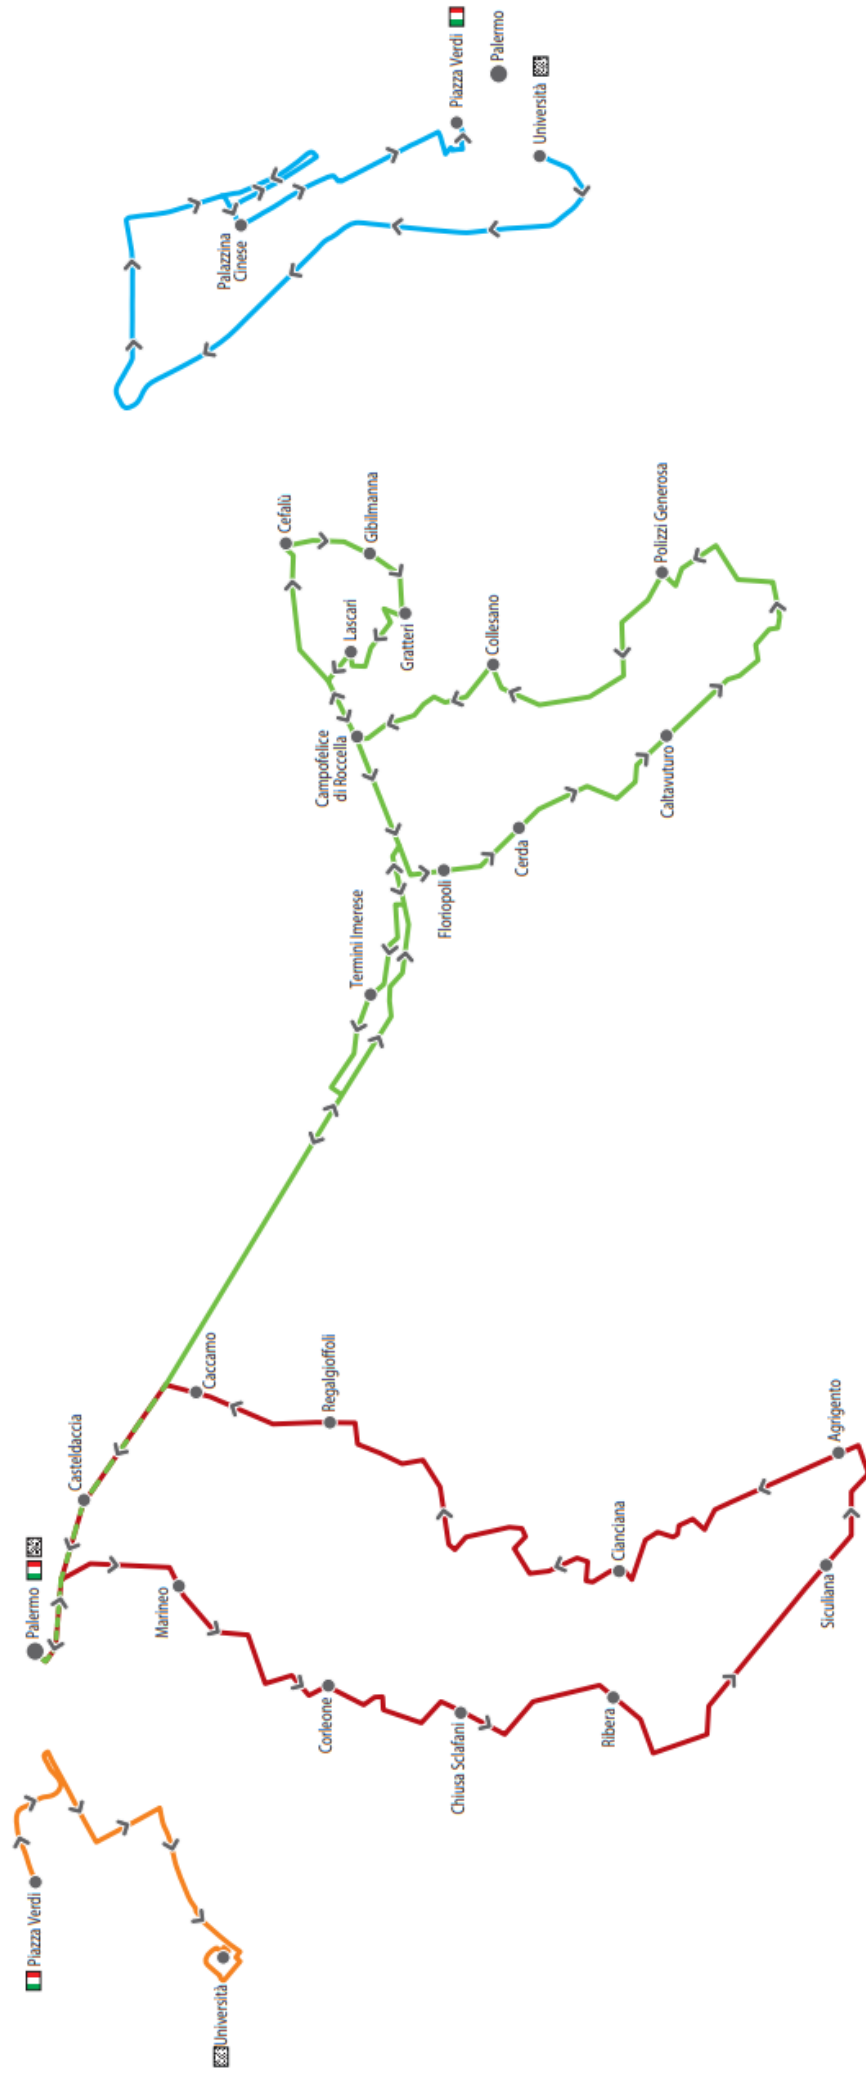 Piazza Verdi
Università
Palermo
Casteldaccia
Marineo
Corleone
Chiusa Sclafani
Ribera
Siculiana
Agrigento
Cianciana
Regalgioffoli
Caccamo
Termini Imerese
Floriopoli
Cerda
Caltavuturo
Polizzi Generosa
Collesano
Campofelice
di Roccella
Lascari
Gratteri
Gibilmanna
Cefalù
Palazzina
Cinese
Piazza Verdi
Palermo
Università